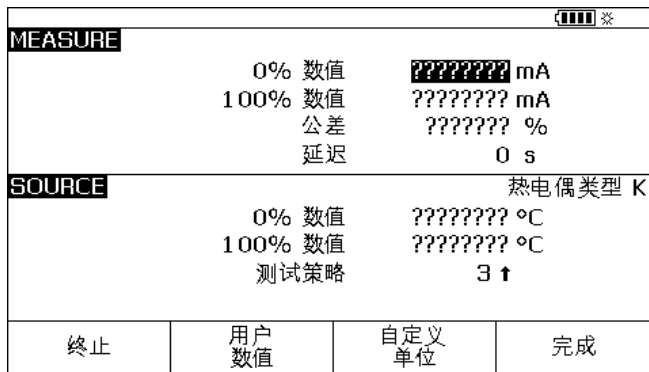 MEASURE
0% 数值 ???????? mA
100% 数值 ???????? mA
公差 ??????? %
延迟 0 s
SOURCE 热电偶类型 K
0% 数值 ???????? °C
100% 数值 ???????? °C
测试策略 3 ↑
终止 用户数值 自定义单位 完成